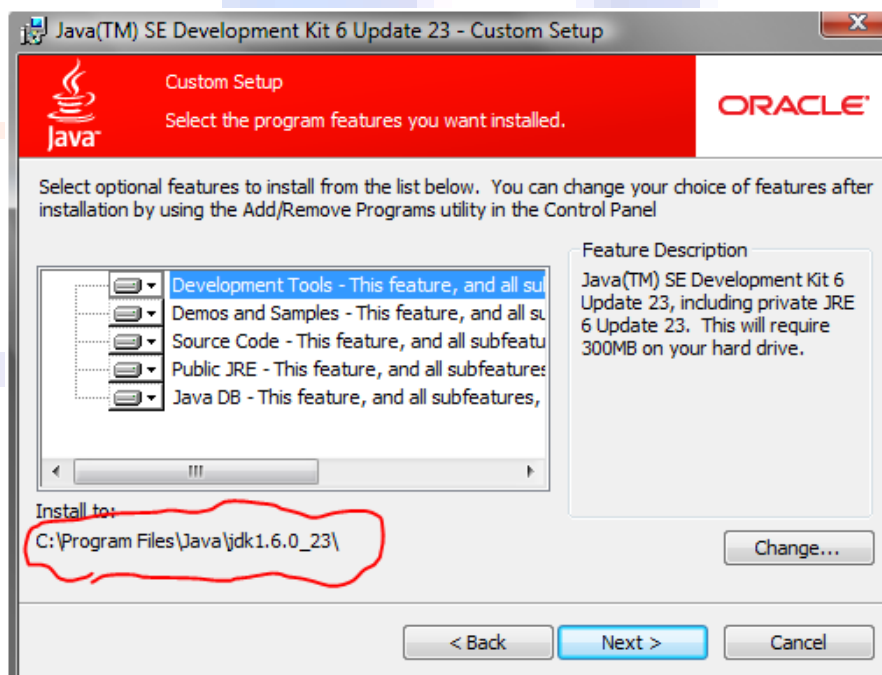 Java(TM) SE Development Kit 6 Update 23 - Custom Setup
Java
Custom Setup
Select the program features you want installed.
ORACLE
Select optional features to install from the list below. You can change your choice of features after
installation by using the Add/Remove Programs utility in the Control Panel
Development Tools - This feature, and all su
Demos and Samples - This feature, and all su
Source Code - This feature, and all subfeatu
Public JRE - This feature, and all subfeatures
Java DB - This feature, and all subfeatures,
Feature Description
Java(TM) SE Development Kit 6
Update 23, including private JRE
6 Update 23. This will require
300MB on your hard drive.
Install to:
C:\Program Files\Java\jdk1.6.0_23\
Change...
< Back
Next >
Cancel